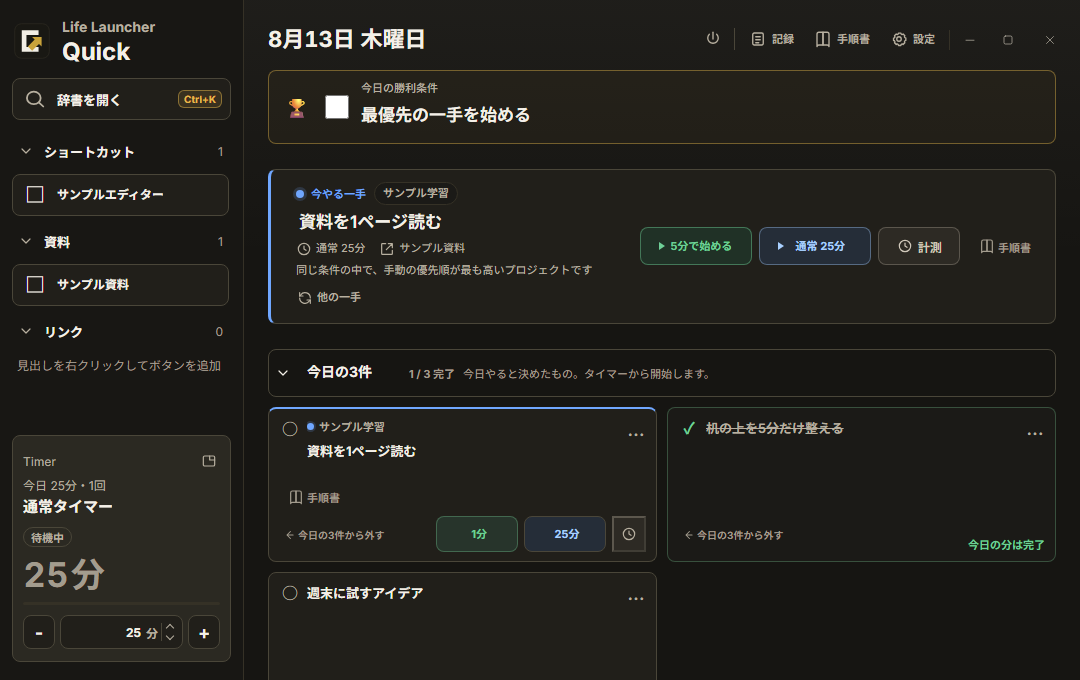 Life Launcher
Quick
辞書を開く
Ctrl+K
ショートカット
1
サンプルエディター
資料
1
サンプル資料
リンク
0
見出しを右クリックしてボタンを追加
Timer
今日 25分・1回
通常タイマー
待機中
25分
-
25 分
+
8月13日 木曜日
記録
手順書
設定
今日の勝利条件
最優先の一手を始める
今やる一手
サンプル学習
資料を1ページ読む
通常 25分
サンプル資料
同じ条件の中で、手動の優先順が最も高いプロジェクトです
他の一手
5分で始める
通常 25分
計測
手順書
今日の3件
1 / 3 完了
今日やると決めたもの。タイマーから開始します。
サンプル学習
資料を1ページ読む
手順書
← 今日の3件から外す
1分
25分
机の上を5分だけ整える
← 今日の3件から外す
今日の分は完了
週末に試すアイデア